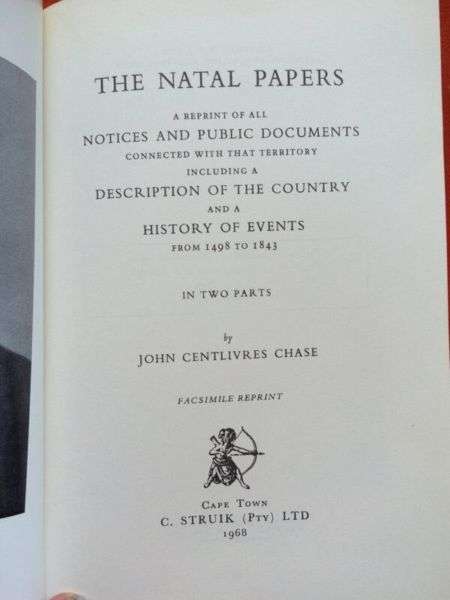 THE NATAL PAPERS
A REPRINT OF ALL
NOTICES AND PUBLIC DOCUMENTS
CONNECTED WITH THAT TERRITORY
INCLUDING A
DESCRIPTION OF THE COUNTRY
AND A
HISTORY OF EVENTS
FROM 1498 TO 1843
IN TWO PARTS
by
JOHN CENTLIVRES CHASE
FACSIMILE REPRINT
CAPE TOWN
C. STRUIK (PTY) LTD
1968